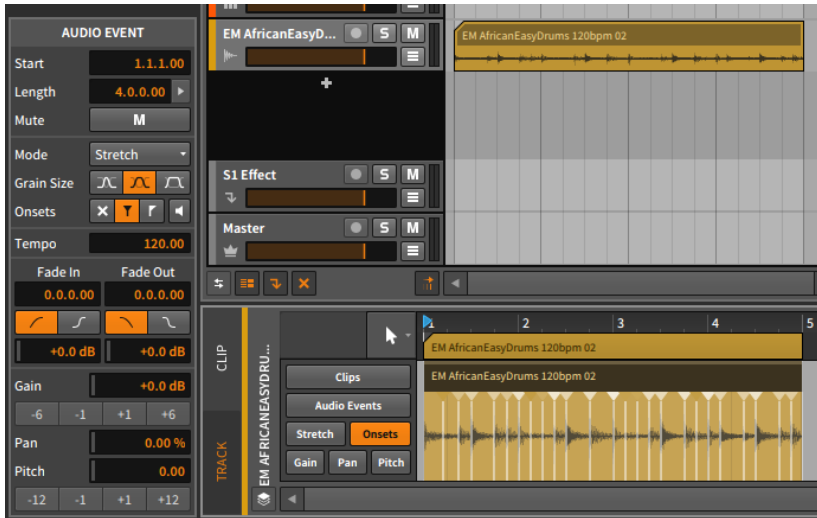 AUDIO EVENT
Start 1.1.1.00
Length 4.0.0.00
Mute M
Mode Stretch
Grain Size
Onsets
Tempo 120.00
Fade In Fade Out
0.0.0.00 0.0.0.00
+0.0 dB +0.0 dB
Gain +0.0 dB
-6 -1 +1 +6
Pan 0.00 %
Pitch 0.00
-12 -1 +1 +12
EM AfricanEasyD... S M
EM AfricanEasyDrums 120bpm 02
S1 Effect S M
Master S M
CLIP
TRACK
EM AFRICANEASYDRU...
Clips
Audio Events
Stretch Onsets
Gain Pan Pitch
1 2 3 4 5
EM AfricanEasyDrums 120bpm 02
EM AfricanEasyDrums 120bpm 02